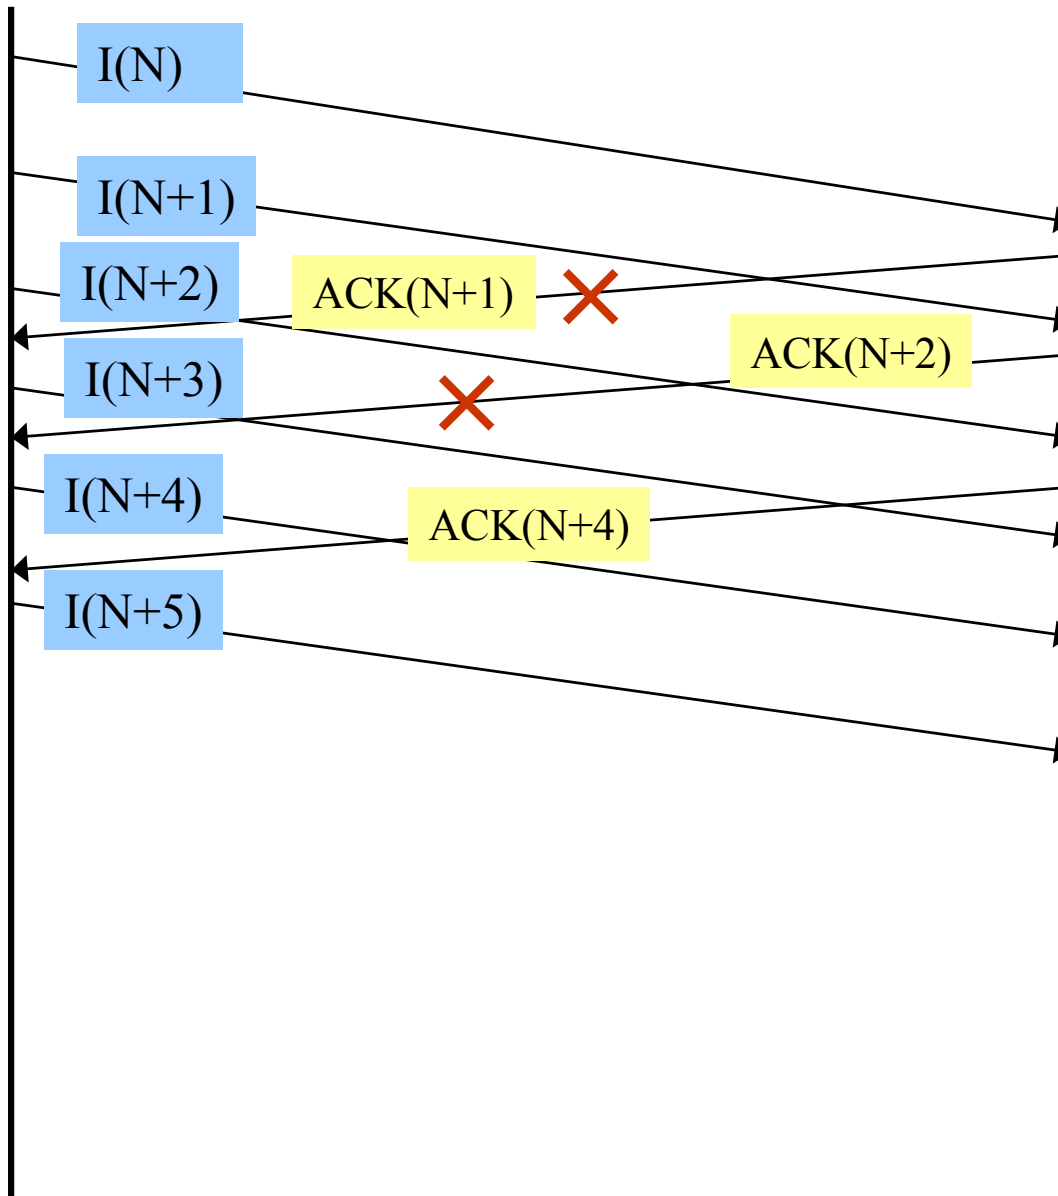 I(N)
I(N+1)
I(N+2)
ACK(N+1)
I(N+3)
ACK(N+2)
I(N+4)
ACK(N+4)
I(N+5)